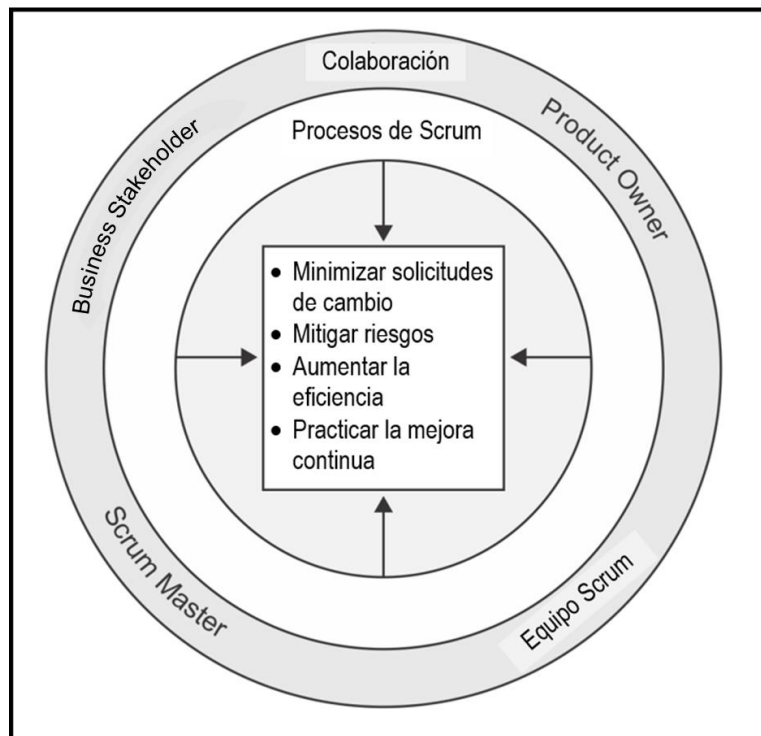 Colaboración
Business Stakeholder
Product Owner
Procesos de Scrum
• Minimizar solicitudes
de cambio
• Mitigar riesgos
• Aumentar la
eficiencia
• Practicar la mejora
continua
Scrum Master
Equipo Scrum